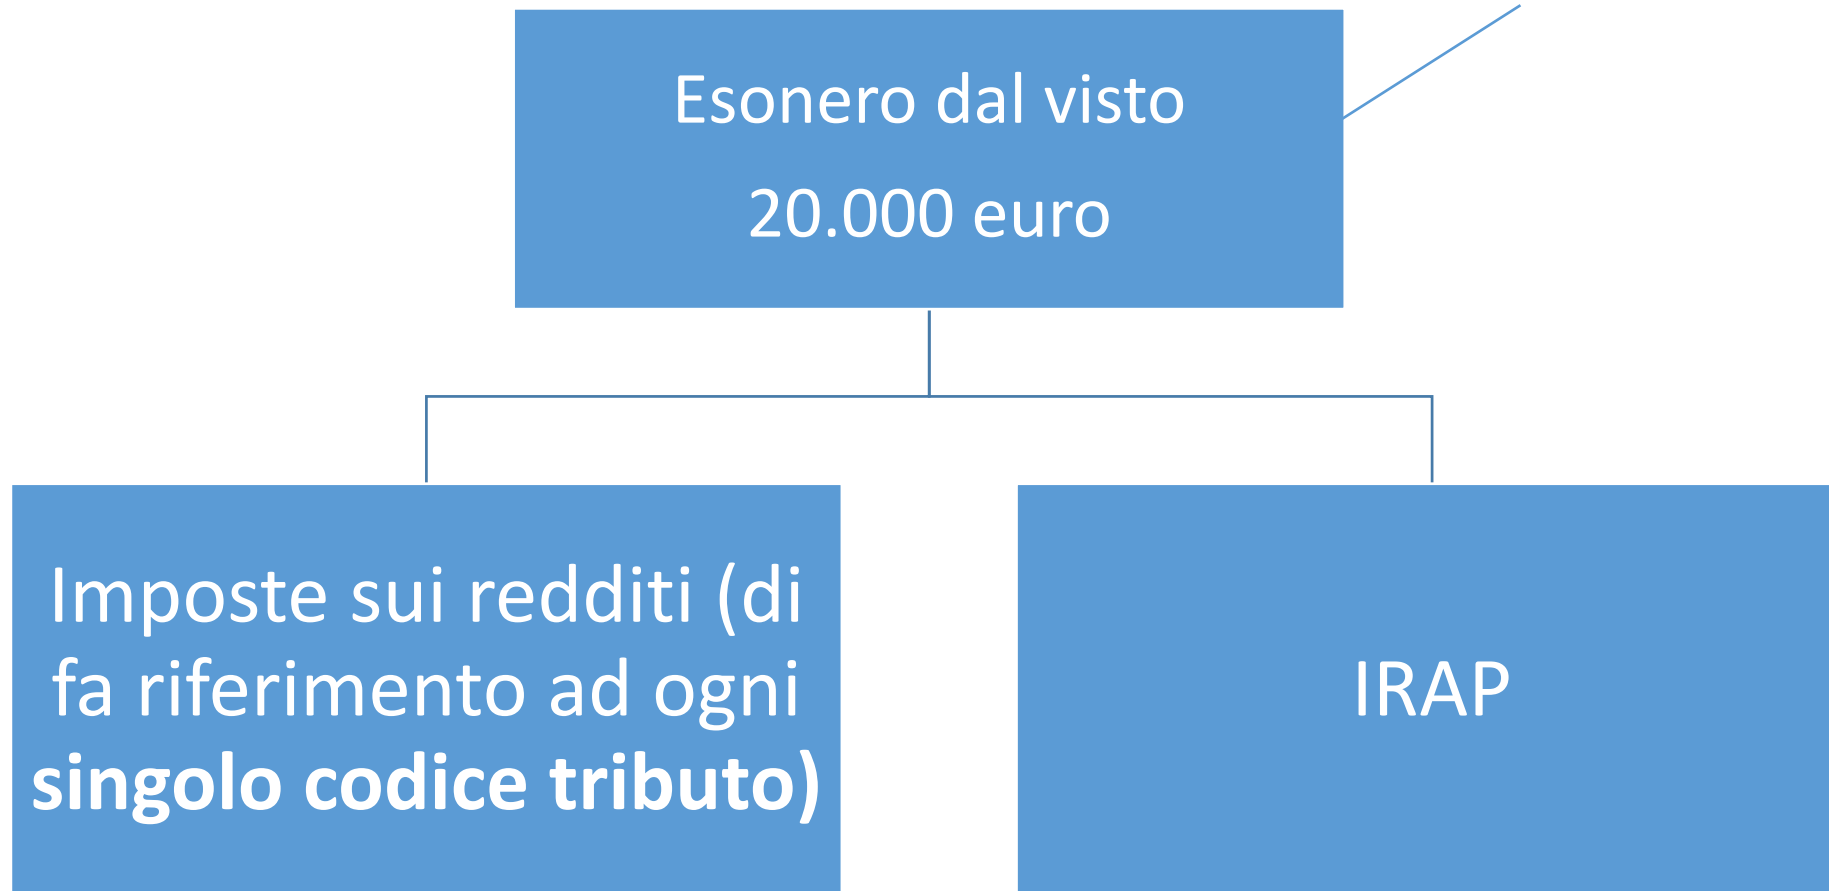 Esonero dal visto
20.000 euro
Imposte sui redditi (di
fa riferimento ad ogni
singolo codice tributo)
IRAP